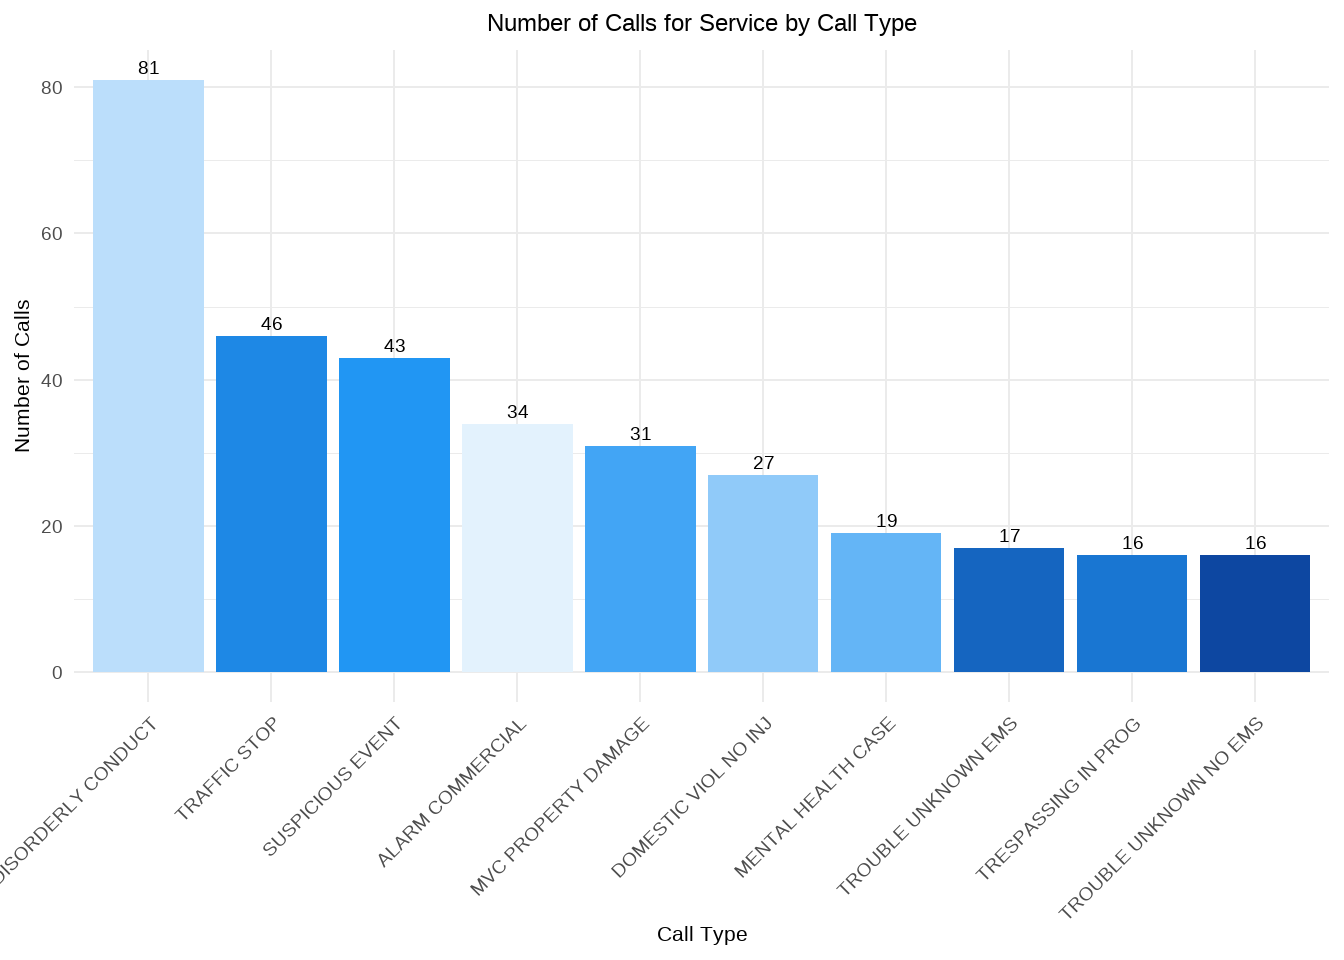 Number of Calls for Service by Call Type
Number of Calls
80
60
40
20
0
81
46
43
34
31
27
19
17
16
16
DISORDERLY CONDUCT
TRAFFIC STOP
SUSPICIOUS EVENT
ALARM COMMERCIAL
MVC PROPERTY DAMAGE
DOMESTIC VIOL NO INJ
MENTAL HEALTH CASE
TROUBLE UNKNOWN EMS
TRESPASSING IN PROG
TROUBLE UNKNOWN NO EMS
Call Type